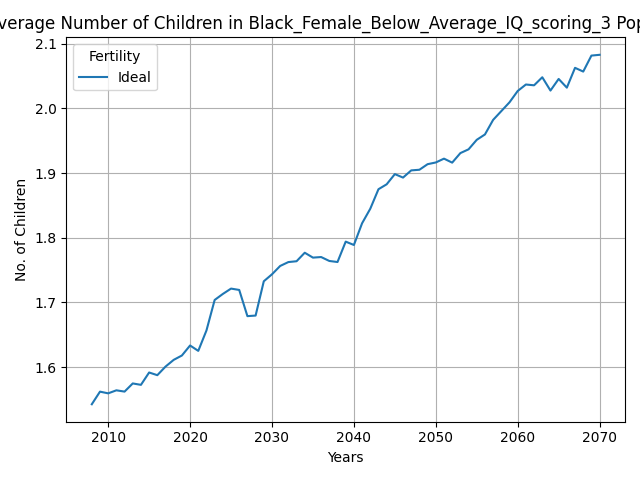 verage Number of Children in Black_Female_Below_Average_IQ_scoring_3 Pop
Fertility
Ideal
2.1
2.0
1.9
1.8
1.7
1.6
No. of Children
2010 2020 2030 2040 2050 2060 2070
Years